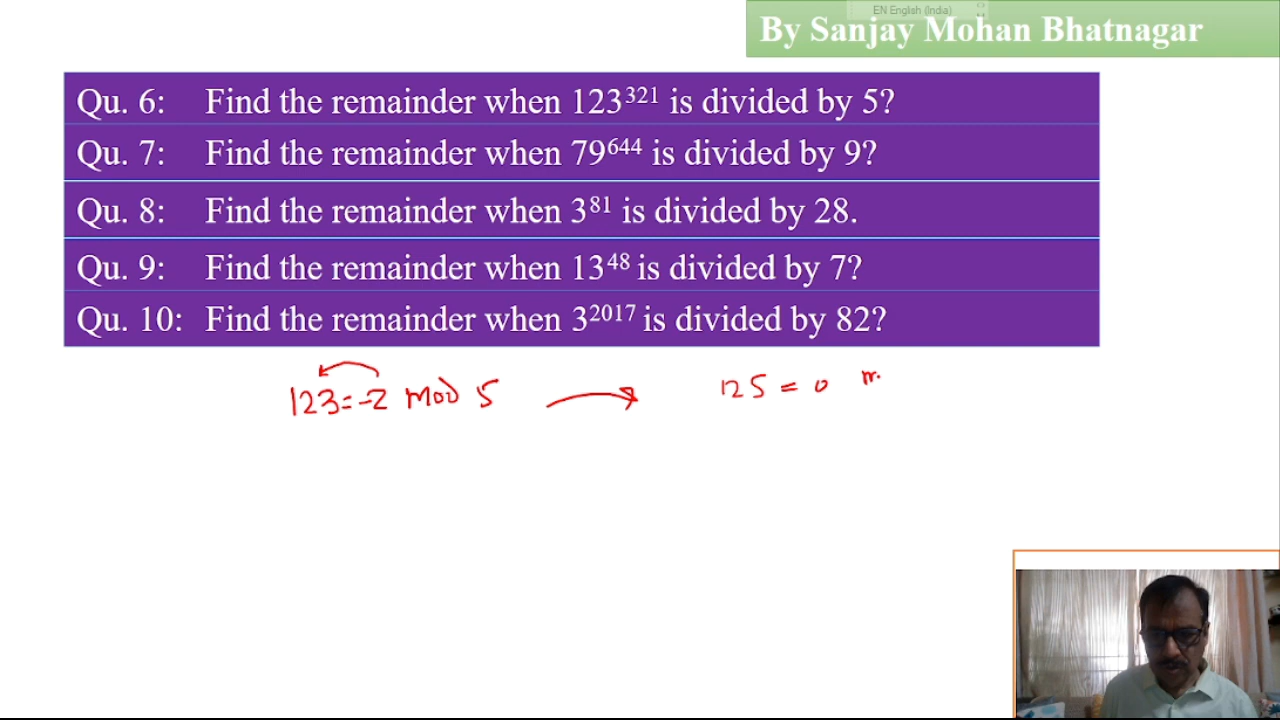 EN English (India)
By Sanjay Mohan Bhatnagar
Qu. 6: Find the remainder when 123³²¹ is divided by 5?
Qu. 7: Find the remainder when 79⁶⁴⁴ is divided by 9?
Qu. 8: Find the remainder when 3⁸¹ is divided by 28.
Qu. 9: Find the remainder when 13⁴⁸ is divided by 7?
Qu. 10: Find the remainder when 3²⁰¹⁷ is divided by 82?
123=-2 mod 5 → 125 = 0 m